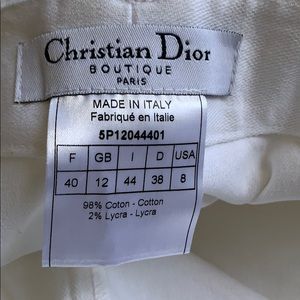 Christian Dior
BOUTIQUE
PARIS
MADE IN ITALY
Fabriqué en Italie
5P12044401
F GB I D USA
40 12 44 38 8
98% Coton - Cotton
2% Lycra - Lycra